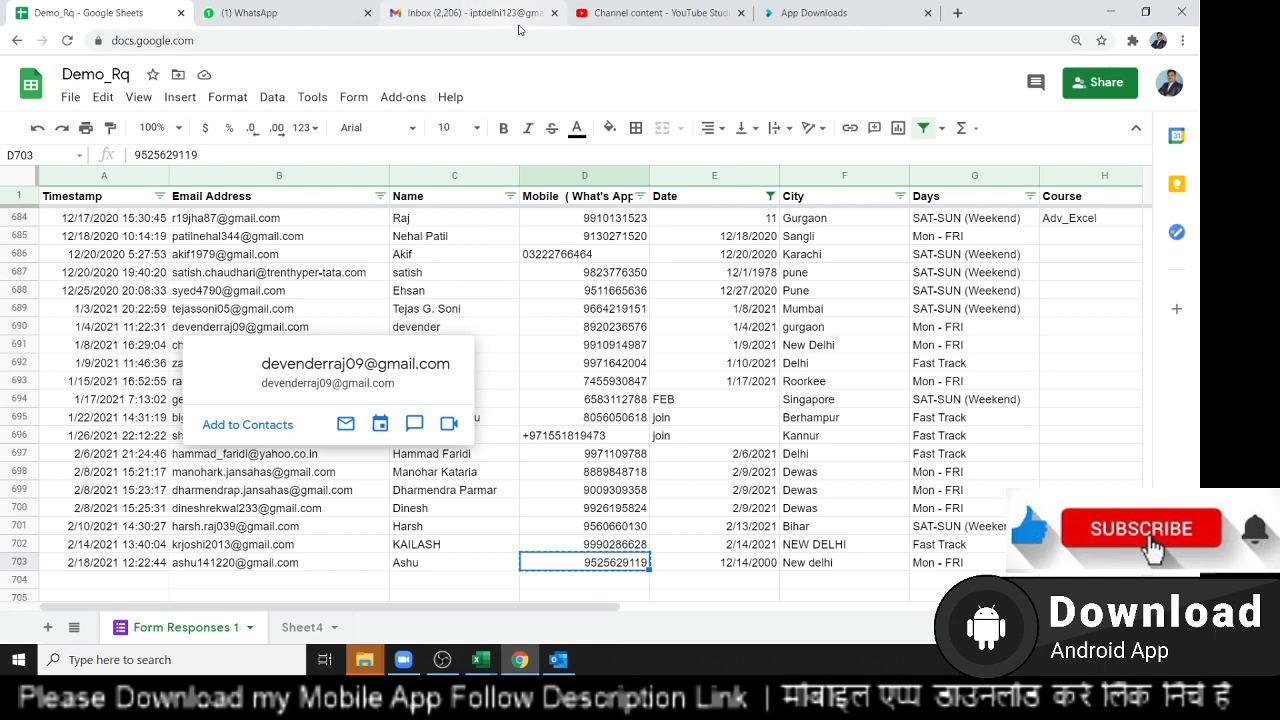 Demo_Rq - Google Sheets
(1) WhatsApp
Inbox (2,206) - iptdelhi123@gma
Channel content - YouTube Studi
App Downloads
docs.google.com
Demo_Rq
File Edit View Insert Format Data Tools Form Add-ons Help
Share
100% $ % .0 .00 123 Arial 10 B I S A
D703 fx 9525629119
A B C D E F G H
1 Timestamp Email Address Name Mobile ( What's App Date City Days Course
684 12/17/2020 15:30:45 r19jha87@gmail.com Raj 9910131523 11 Gurgaon SAT-SUN (Weekend) Adv_Excel
685 12/18/2020 10:14:19 patilnehal344@gmail.com Nehal Patil 9130271520 12/18/2020 Sangli Mon - FRI
686 12/20/2020 5:27:53 akif1979@gmail.com Akif 03222766464 12/20/2020 Karachi SAT-SUN (Weekend)
687 12/20/2020 19:40:20 satish.chaudhari@trenthyper-tata.com satish 9823776350 12/1/1978 pune SAT-SUN (Weekend)
688 12/25/2020 20:08:33 syed4790@gmail.com Ehsan 9511665636 12/27/2020 Pune SAT-SUN (Weekend)
689 1/3/2021 20:22:59 tejassoni05@gmail.com Tejas G. Soni 9664219151 1/8/2021 Mumbai SAT-SUN (Weekend)
690 1/4/2021 11:22:31 devenderraj09@gmail.com devender 8920236576 1/4/2021 gurgaon Mon - FRI
691 1/8/2021 16:29:04 ch 9910914987 1/9/2021 New Delhi Mon - FRI
692 1/9/2021 11:46:36 za 9971642004 1/10/2021 Delhi Fast Track
693 1/15/2021 16:52:55 ra 7455930847 1/17/2021 Roorkee Mon - FRI
694 1/17/2021 7:13:02 ge 6583112788 FEB Singapore SAT-SUN (Weekend)
695 1/22/2021 14:31:19 big u 8056050618 join Berhampur Fast Track
696 1/26/2021 22:12:22 sh +971551819473 join Kannur Fast Track
697 2/6/2021 21:24:46 hammad_faridi@yahoo.co.in Hammad Faridi 9971109788 2/6/2021 Delhi Fast Track
698 2/8/2021 15:21:17 manohark.jansahas@gmail.com Manohar Kataria 8889848718 2/9/2021 Dewas Mon - FRI
699 2/8/2021 15:23:17 dharmendrap.jansahas@gmail.com Dharmendra Parmar 9009309358 2/9/2021 Dewas Mon - FRI
700 2/8/2021 15:25:31 dineshrekwal233@gmail.com Dinesh 9926195824 2/9/2021 Dewas Mon - FRI
701 2/10/2021 14:30:27 harsh.raj039@gmail.com Harsh 9560660130 2/13/2021 Bihar SAT-SUN (Weeken
702 2/14/2021 13:40:04 krjoshi2013@gmail.com KAILASH 9990286628 2/14/2021 NEW DELHI Fast Track
703 2/18/2021 12:22:44 ashu141220@gmail.com Ashu 9525629119 12/14/2000 New delhi Mon - FRI
704
705
devenderraj09@gmail.com
devenderraj09@gmail.com
Add to Contacts
SUBSCRIBE
Download
Android App
Form Responses 1
Sheet4
Type here to search
Please Download my Mobile App Follow Description Link | मोबाइल एप्प डाउनलोड करे लिंक निचे है